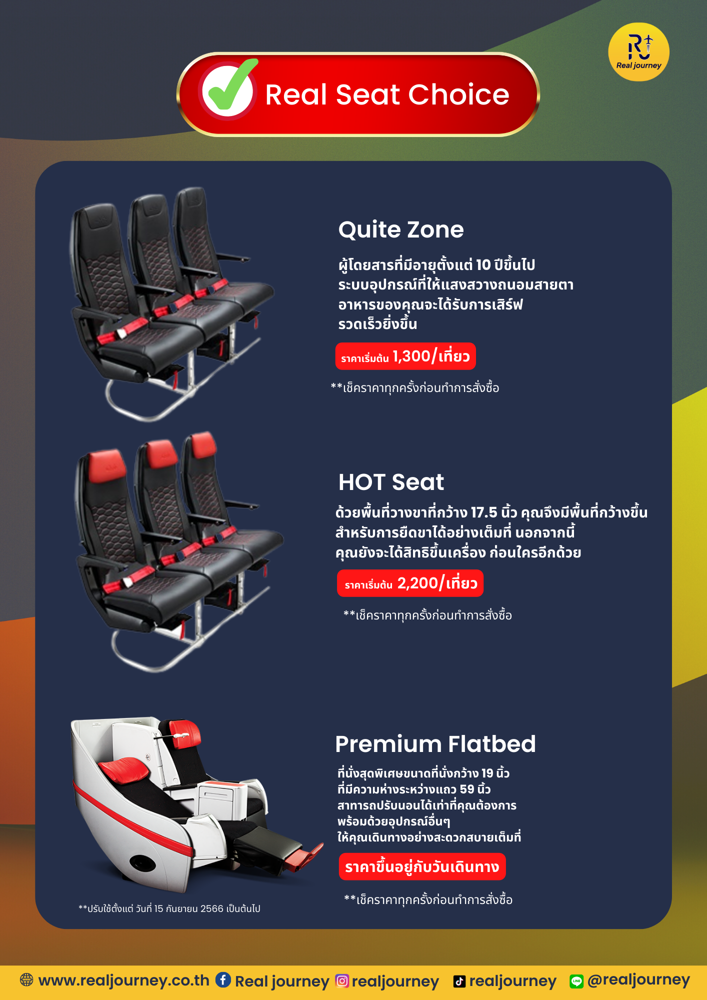 Real journey
Real Seat Choice
Quite Zone
ผู้โดยสารที่มีอายุตั้งแต่ 10 ปีขึ้นไป
ระบบอุปกรณ์ที่ให้แสงสว่างถนอมสายตา
อาหารของคุณจะได้รับการเสิร์ฟ
รวดเร็วยิ่งขึ้น
ราคาเริ่มต้น 1,300/เที่ยว
**เช็คราคาทุกครั้งก่อนทำการสั่งซื้อ
HOT Seat
ด้วยพื้นที่วางขาที่กว้าง 17.5 นิ้ว คุณจึงมีพื้นที่กว้างขึ้น
สำหรับการยืดขาได้อย่างเต็มที่ นอกจากนี้
คุณยังจะได้สิทธิขึ้นเครื่อง ก่อนใครอีกด้วย
ราคาเริ่มต้น 2,200/เที่ยว
**เช็คราคาทุกครั้งก่อนทำการสั่งซื้อ
Premium Flatbed
ที่นั่งสุดพิเศษขนาดที่นั่งกว้าง 19 นิ้ว
ที่มีความห่างระหว่างแถว 59 นิ้ว
สาทารถปรับนอนได้เท่าที่คุณต้องการ
พร้อมด้วยอุปกรณ์อื่นๆ
ให้คุณเดินทางอย่างสะดวกสบายเต็มที่
ราคาขึ้นอยู่กับวันเดินทาง
**เช็คราคาทุกครั้งก่อนทำการสั่งซื้อ
**ปรับใช้ตั้งแต่ วันที่ 15 กันยายน 2566 เป็นต้นไป
www.realjourney.co.th Real journey realjourney realjourney LINE @realjourney